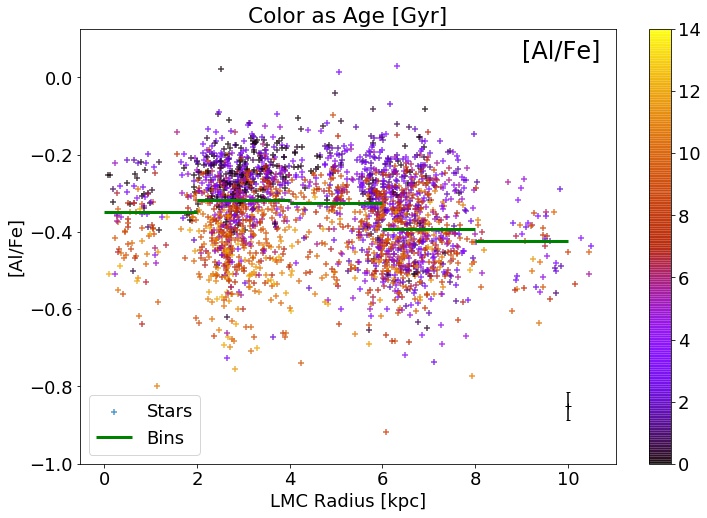 Color as Age [Gyr]
[Al/Fe]
[Al/Fe]
0.0
−0.2
−0.4
−0.6
−0.8
−1.0
Stars
Bins
0 2 4 6 8 10
LMC Radius [kpc]
14
12
10
8
6
4
2
0